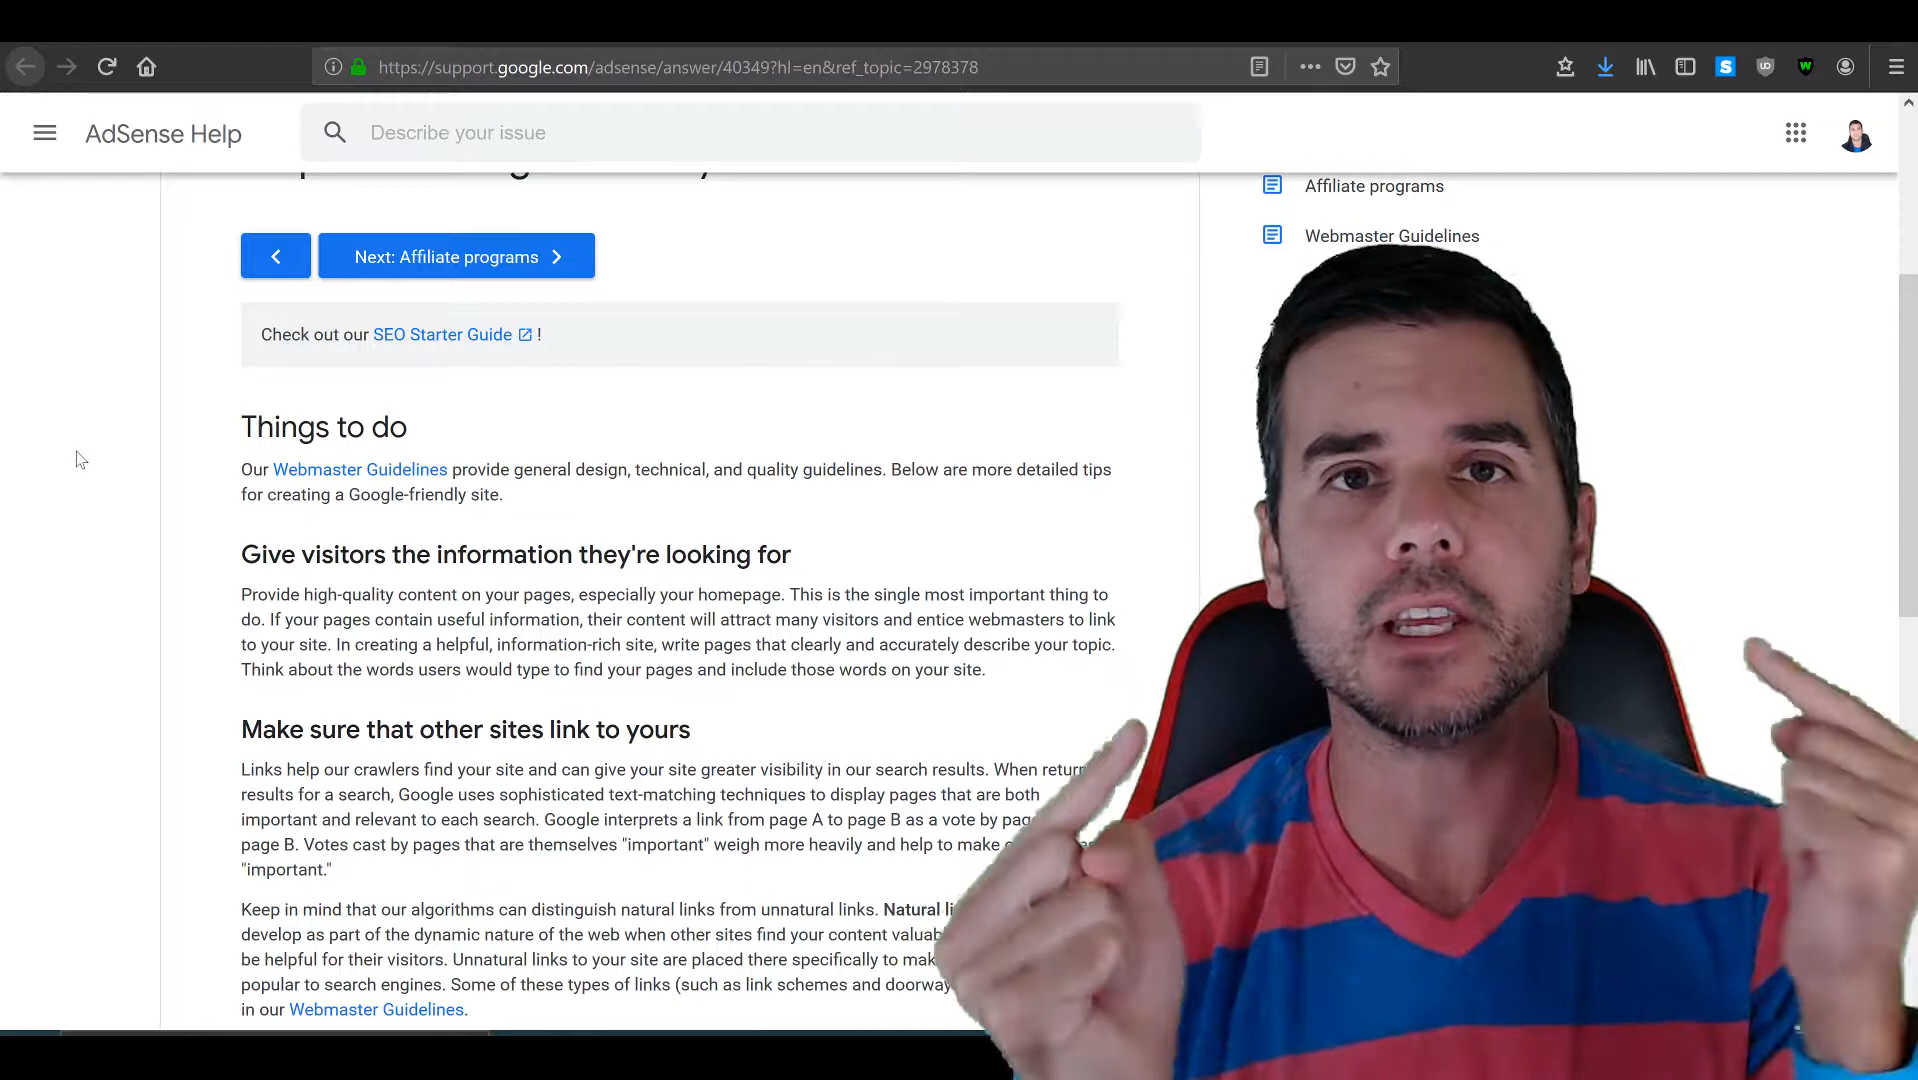 https://support.google.com/adsense/answer/40349?hl=en&ref_topic=2978378
AdSense Help
Describe your issue
Affiliate programs
Webmaster Guidelines
Next: Affiliate programs
Check out our SEO Starter Guide !
Things to do
Our Webmaster Guidelines provide general design, technical, and quality guidelines. Below are more detailed tips
for creating a Google-friendly site.
Give visitors the information they're looking for
Provide high-quality content on your pages, especially your homepage. This is the single most important thing to
do. If your pages contain useful information, their content will attract many visitors and entice webmasters to link
to your site. In creating a helpful, information-rich site, write pages that clearly and accurately describe your topic.
Think about the words users would type to find your pages and include those words on your site.
Make sure that other sites link to yours
Links help our crawlers find your site and can give your site greater visibility in our search results. When
results for a search, Google uses sophisticated text-matching techniques to display pages that are both
important and relevant to each search. Google interprets a link from page A to page B as a vote by
page B. Votes cast by pages that are themselves "important" weigh more heavily and help to make
"important."
Keep in mind that our algorithms can distinguish natural links from unnatural links. Natural
develop as part of the dynamic nature of the web when other sites find your content
be helpful for their visitors. Unnatural links to your site are placed there specifically to
popular to search engines. Some of these types of links (such as link schemes and doorway
in our Webmaster Guidelines.